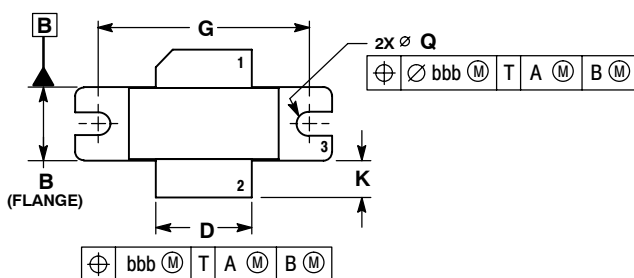 B
G
2X ⌀ Q
⌖ ⌀ bbb Ⓜ T A Ⓜ B Ⓜ
1
3
B
(FLANGE)
2
K
D
⌖ bbb Ⓜ T A Ⓜ B Ⓜ